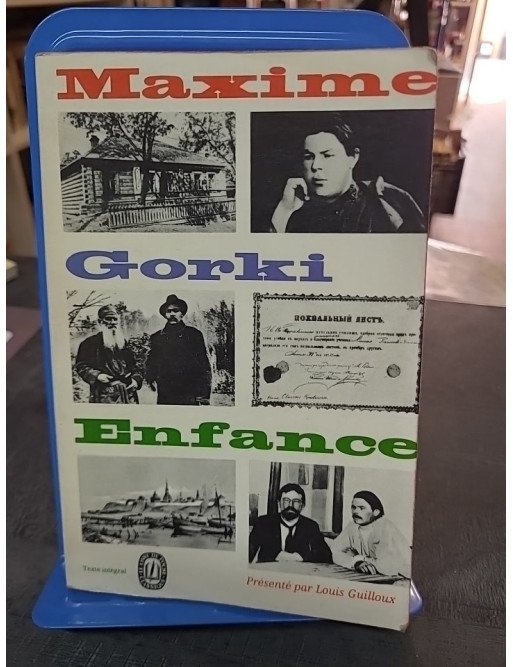 Maxime
Gorki
ПОХВАЛЬНЫЙ ЛИСТЪ.
Enfance
Texte intégral
Présenté par Louis Guilloux